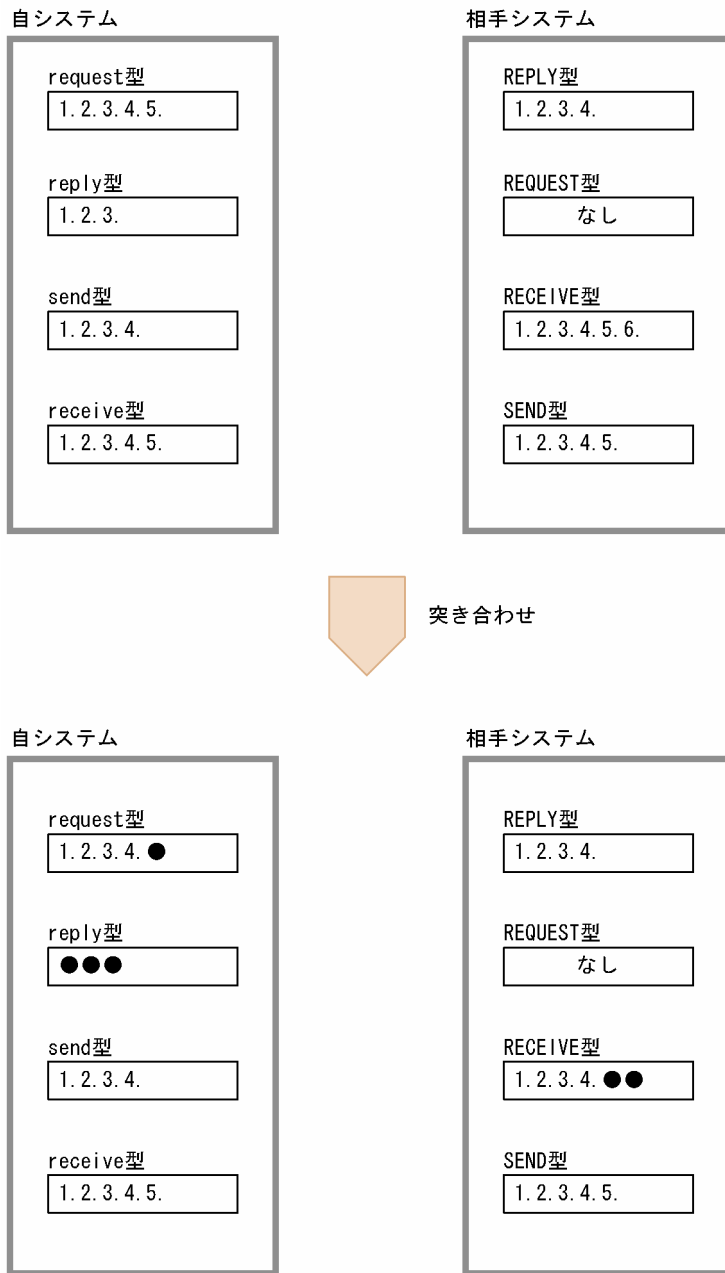 自システム
request型
1.2.3.4.5.
reply型
1.2.3.
send型
1.2.3.4.
receive型
1.2.3.4.5.
相手システム
REPLY型
1.2.3.4.
REQUEST型
なし
RECEIVE型
1.2.3.4.5.6.
SEND型
1.2.3.4.5.
突き合わせ
自システム
request型
1.2.3.4.●
reply型
●●●
send型
1.2.3.4.
receive型
1.2.3.4.5.
相手システム
REPLY型
1.2.3.4.
REQUEST型
なし
RECEIVE型
1.2.3.4.●●
SEND型
1.2.3.4.5.